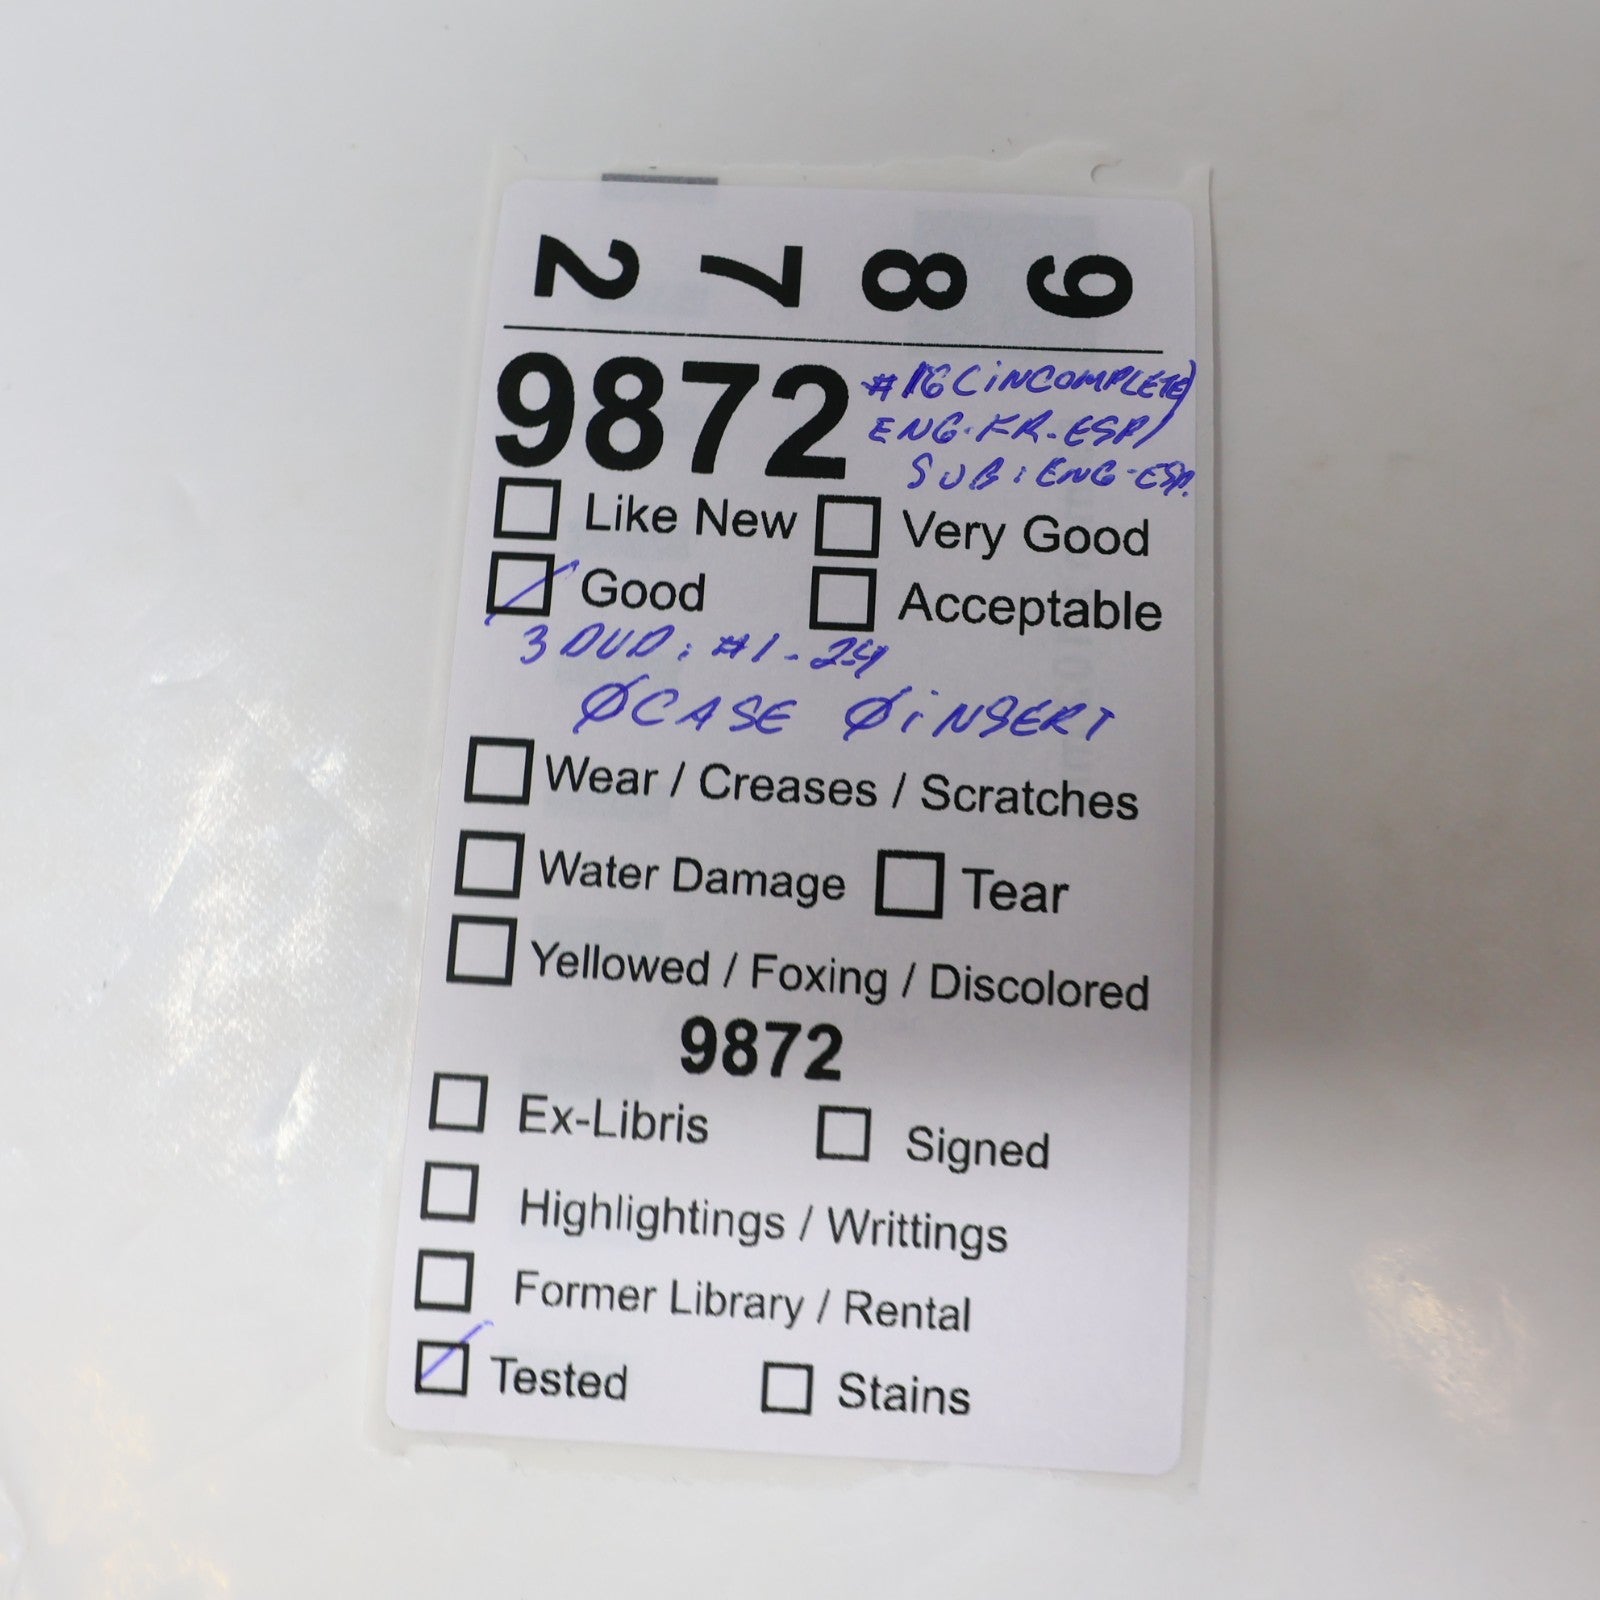 9872
9872
#16 (INCOMPLETE)
ENG. FR. ESP/
SUB: ENG-ESP.
Like New Very Good
Good Acceptable
3 DVD: #1-24
ØCASE ØINSERT
Wear / Creases / Scratches
Water Damage Tear
Yellowed / Foxing / Discolored
9872
Ex-Libris Signed
Highlightings / Writtings
Former Library / Rental
Tested Stains